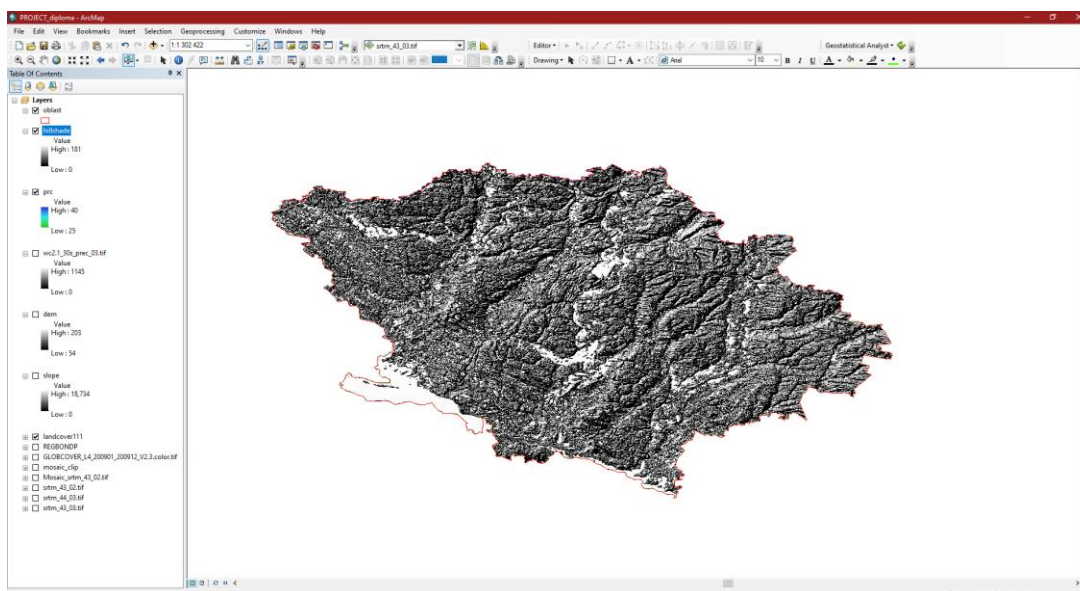 PROJECT_diploma - ArcMap
File Edit View Bookmarks Insert Selection Geoprocessing Customize Windows Help
1:1 302 422 srtm_43_03.tif Editor Geostatistical Analyst
Drawing A Arial 10 B I U A
Table Of Contents
Layers
oblast
hillshade
Value
High : 181
Low : 0
prc
Value
High : 40
Low : 25
wc2.1_30s_prec_03.tif
Value
High : 1145
Low : 0
dem
Value
High : 203
Low : 54
slope
Value
High : 18,734
Low : 0
landcover111
REGBONDP
GLOBCOVER_L4_200901_200912_V2.3.color.tif
mosaic_clip
Mosaic_srtm_43_02.tif
srtm_43_02.tif
srtm_44_03.tif
srtm_43_03.tif